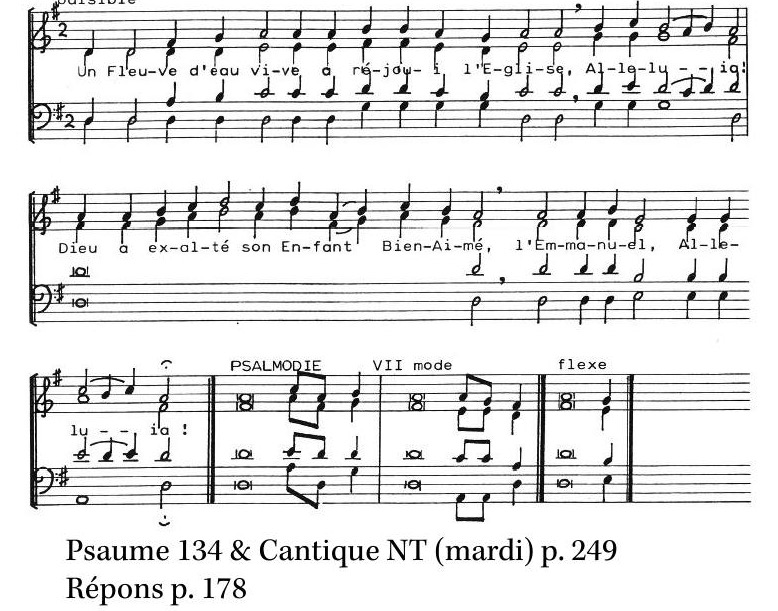 2
Un Fleu-ve d'eau vi-ve a ré-jou-i l'E-gli-se, Al-le-lu - - ia!
2
Dieu a ex-al-té son En-fant Bien-Ai-mé, l'Em-ma-nu-el, Al-le-
PSALMODIE VII mode flexe
lu - - ia !
Psaume 134 & Cantique NT (mardi) p. 249
Répons p. 178